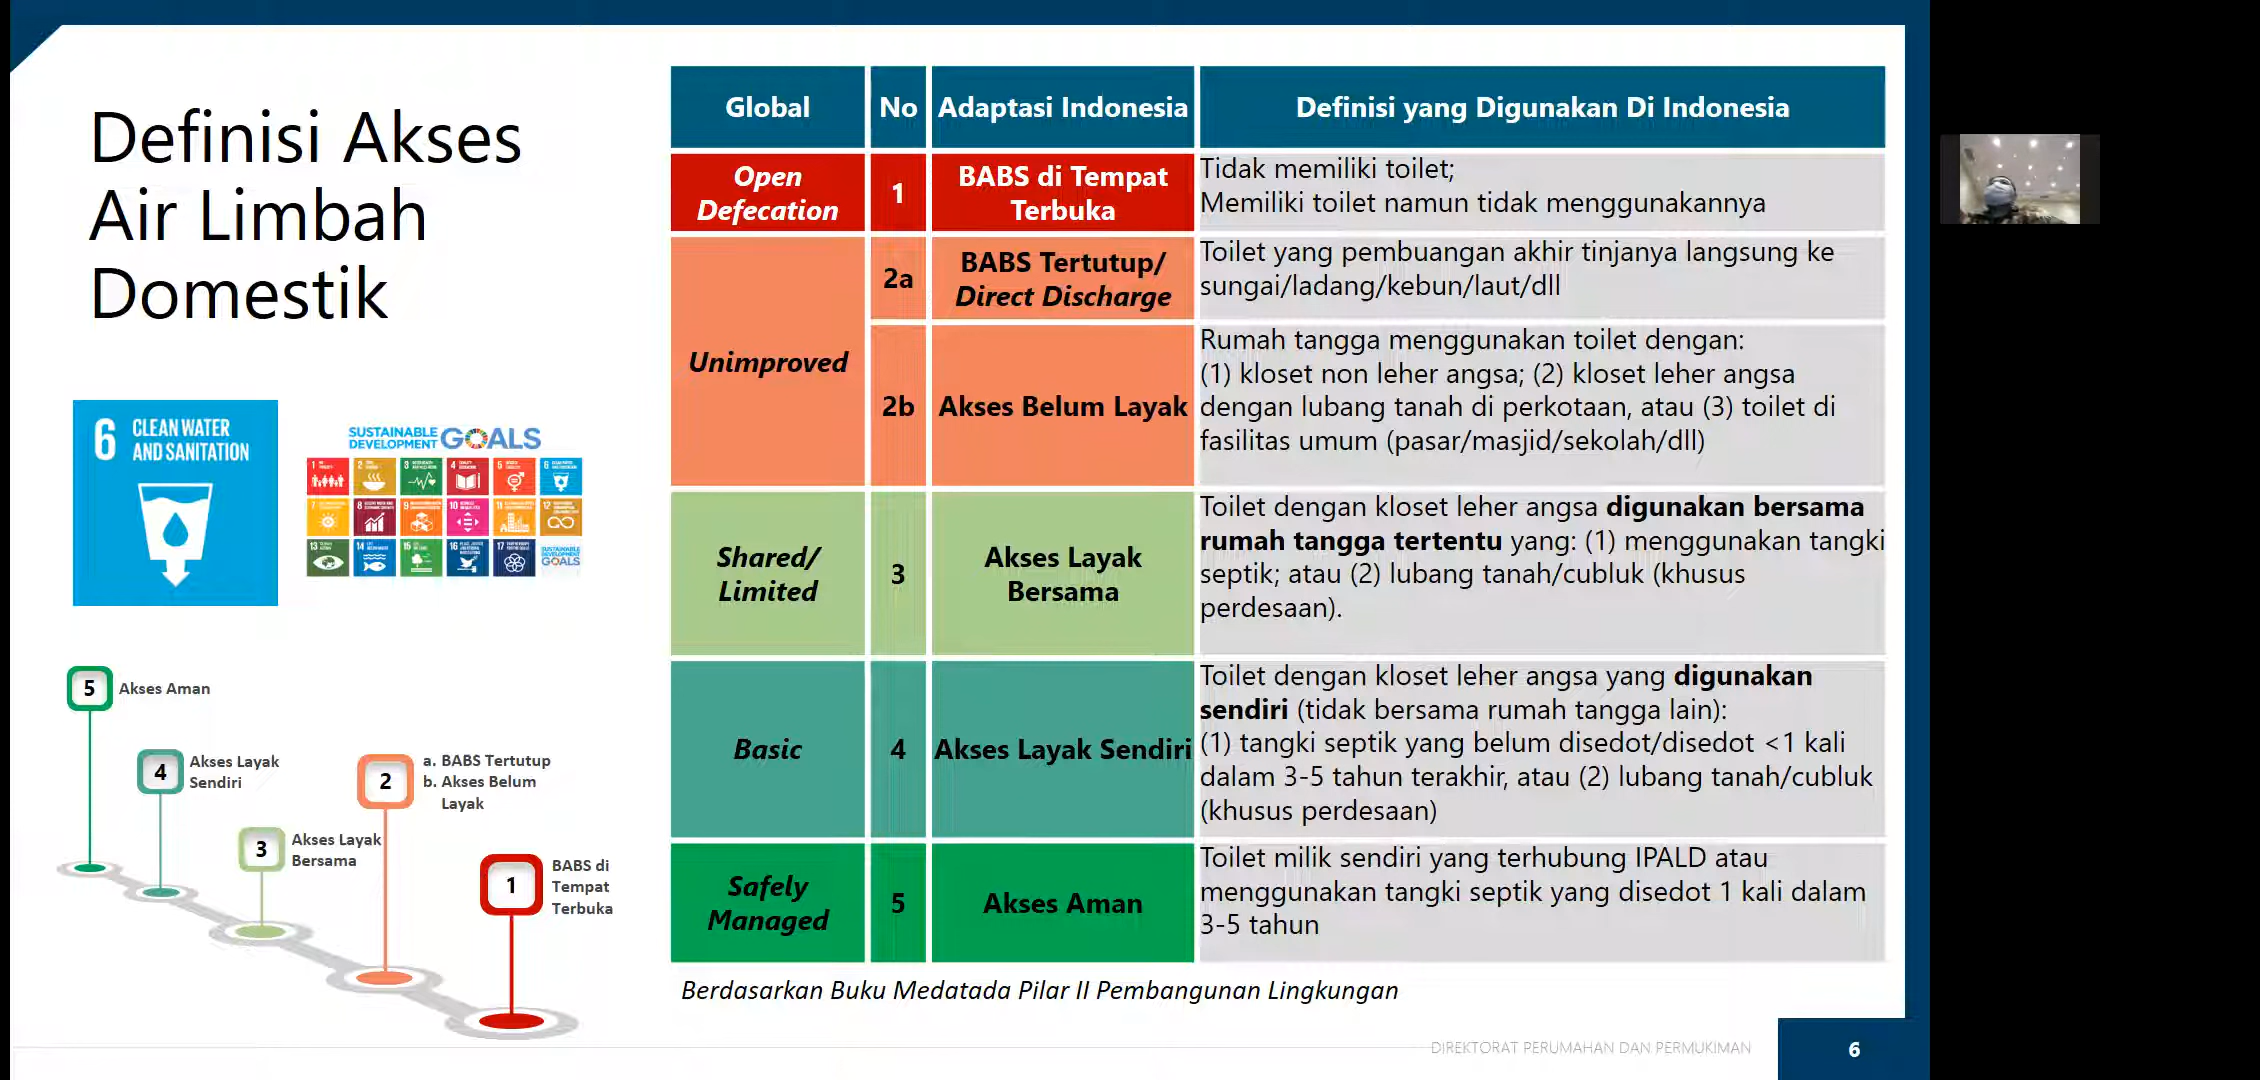 Definisi Akses
Air Limbah
Domestik
6 CLEAN WATER
AND SANITATION
SUSTAINABLE
DEVELOPMENT GOALS
5 Akses Aman
4 Akses Layak
Sendiri
3 Akses Layak
Bersama
2 a. BABS Tertutup
b. Akses Belum
Layak
1 BABS di
Tempat
Terbuka
Global No Adaptasi Indonesia Definisi yang Digunakan Di Indonesia
Open
Defecation
1
BABS di Tempat
Terbuka
Tidak memiliki toilet;
Memiliki toilet namun tidak menggunakannya
Unimproved
2a
BABS Tertutup/
Direct Discharge
Toilet yang pembuangan akhir tinjanya langsung ke
sungai/ladang/kebun/laut/dll
2b
Akses Belum Layak
Rumah tangga menggunakan toilet dengan:
(1) kloset non leher angsa; (2) kloset leher angsa
dengan lubang tanah di perkotaan, atau (3) toilet di
fasilitas umum (pasar/masjid/sekolah/dll)
Shared/
Limited
3
Akses Layak
Bersama
Toilet dengan kloset leher angsa digunakan bersama
rumah tangga tertentu yang: (1) menggunakan tangki
septik; atau (2) lubang tanah/cubluk (khusus
perdesaan).
Basic
4
Akses Layak Sendiri
Toilet dengan kloset leher angsa yang digunakan
sendiri (tidak bersama rumah tangga lain):
(1) tangki septik yang belum disedot/disedot <1 kali
dalam 3-5 tahun terakhir, atau (2) lubang tanah/cubluk
(khusus perdesaan)
Safely
Managed
5
Akses Aman
Toilet milik sendiri yang terhubung IPALD atau
menggunakan tangki septik yang disedot 1 kali dalam
3-5 tahun
Berdasarkan Buku Medatada Pilar II Pembangunan Lingkungan
DIREKTORAT PERUMAHAN DAN PERMUKIMAN
6